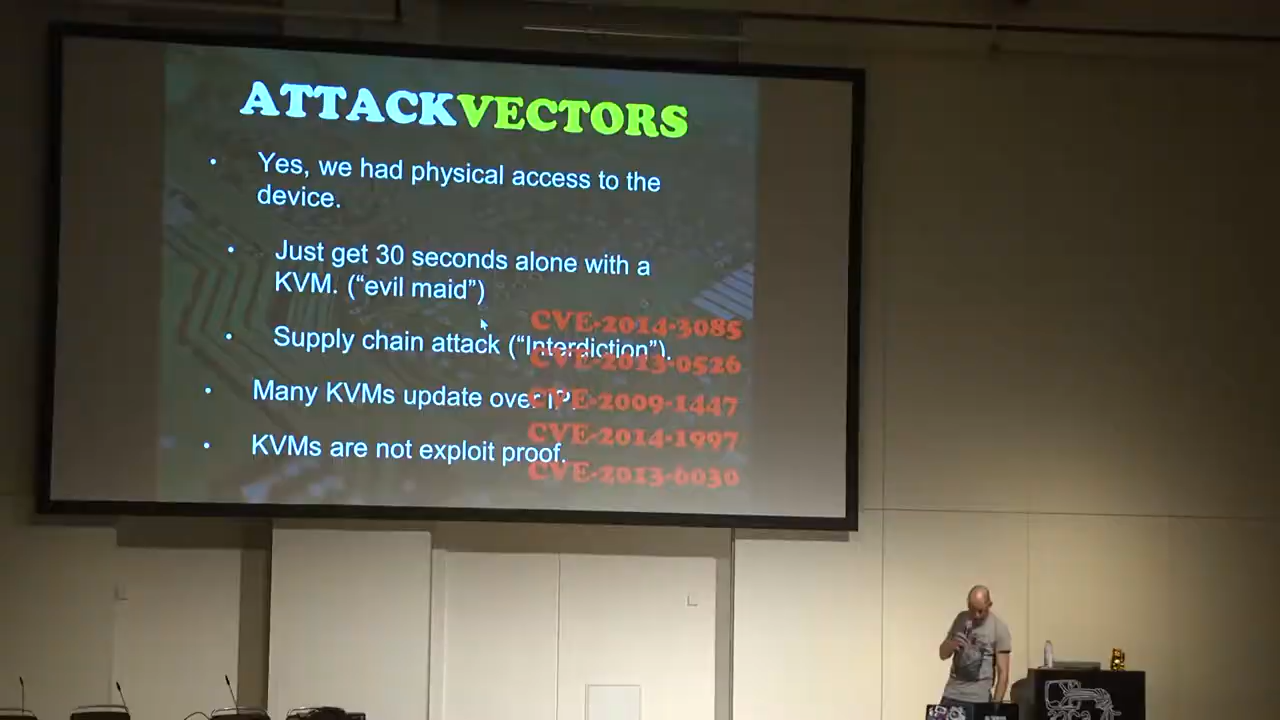 ATTACKVECTORS
• Yes, we had physical access to the
device.
• Just get 30 seconds alone with a
KVM. (“evil maid”)
• Supply chain attack (“Interdiction”).
• Many KVMs update over IP.
• KVMs are not exploit proof.
CVE-2014-3085
CVE-2013-0526
CVE-2009-1447
CVE-2014-1997
CVE-2013-6030